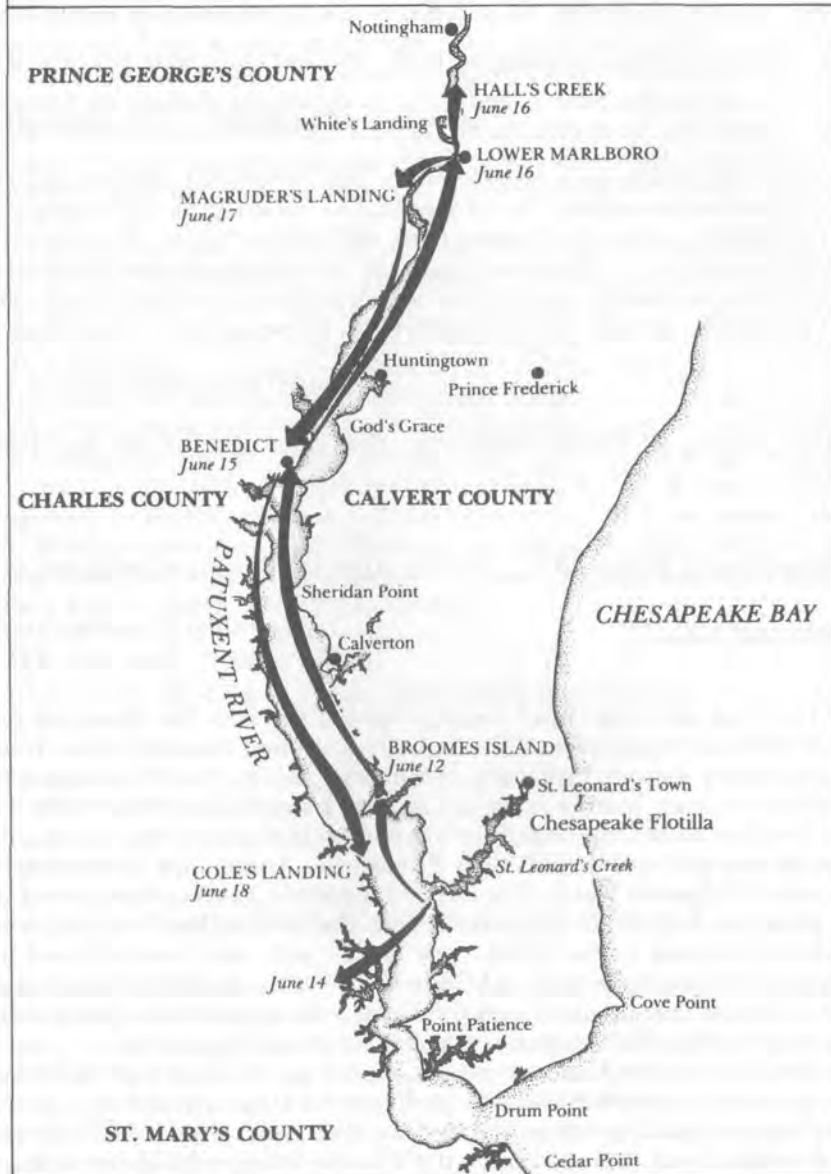 Nottingham
PRINCE GEORGE'S COUNTY
HALL'S CREEK
June 16
White's Landing
LOWER MARLBORO
June 16
MAGRUDER'S LANDING
June 17
Huntingtown
Prince Frederick
God's Grace
BENEDICT
June 15
CHARLES COUNTY
CALVERT COUNTY
PATUXENT RIVER
Sheridan Point
CHESAPEAKE BAY
Calverton
BROOMES ISLAND
June 12
St. Leonard's Town
Chesapeake Flotilla
St. Leonard's Creek
COLE'S LANDING
June 18
June 14
Cove Point
Point Patience
Drum Point
ST. MARY'S COUNTY
Cedar Point